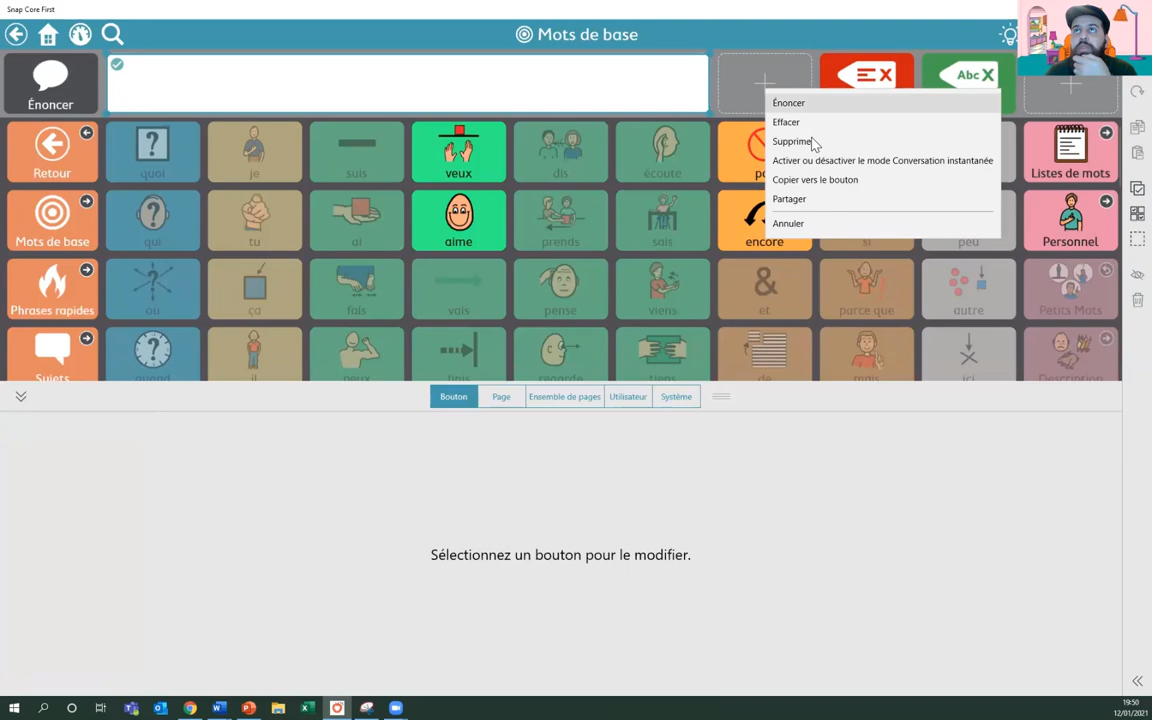 Snap Core First
Mots de base
Énoncer
Abc
Énoncer
Effacer
Supprimer
Activer ou désactiver le mode Conversation instantanée
Copier vers le bouton
Partager
Annuler
Retour
quoi
je
suis
veux
dis
écoute
Listes de mots
Mots de base
qui
tu
ai
aime
prends
sais
encore
si
peu
Personnel
Phrases rapides
où
ça
fais
vais
pense
viens
&
et
parce que
autre
Petits Mots
Sujets
quand
il
peux
finis
regarde
tiens
de
mais
ici
Description
Bouton
Page
Ensemble de pages
Utilisateur
Système
Sélectionnez un bouton pour le modifier.
19:50
12/01/2021